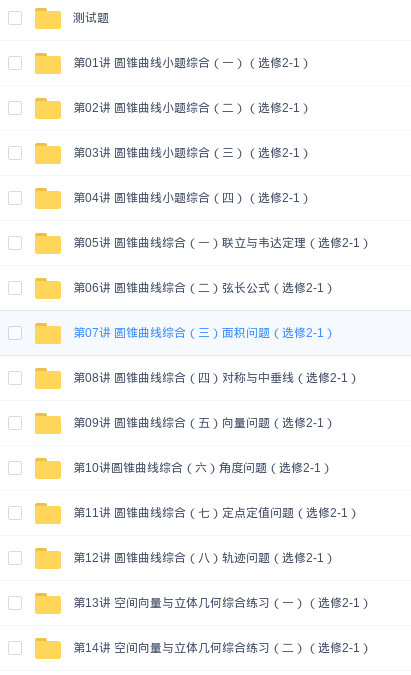 测试题
第01讲 圆锥曲线小题综合（一）（选修2-1）
第02讲 圆锥曲线小题综合（二）（选修2-1）
第03讲 圆锥曲线小题综合（三）（选修2-1）
第04讲 圆锥曲线小题综合（四）（选修2-1）
第05讲 圆锥曲线综合（一）联立与韦达定理（选修2-1）
第06讲 圆锥曲线综合（二）弦长公式（选修2-1）
第07讲 圆锥曲线综合（三）面积问题（选修2-1）
第08讲 圆锥曲线综合（四）对称与中垂线（选修2-1）
第09讲 圆锥曲线综合（五）向量问题（选修2-1）
第10讲圆锥曲线综合（六）角度问题（选修2-1）
第11讲 圆锥曲线综合（七）定点定值问题（选修2-1）
第12讲 圆锥曲线综合（八）轨迹问题（选修2-1）
第13讲 空间向量与立体几何综合练习（一）（选修2-1）
第14讲 空间向量与立体几何综合练习（二）（选修2-1）